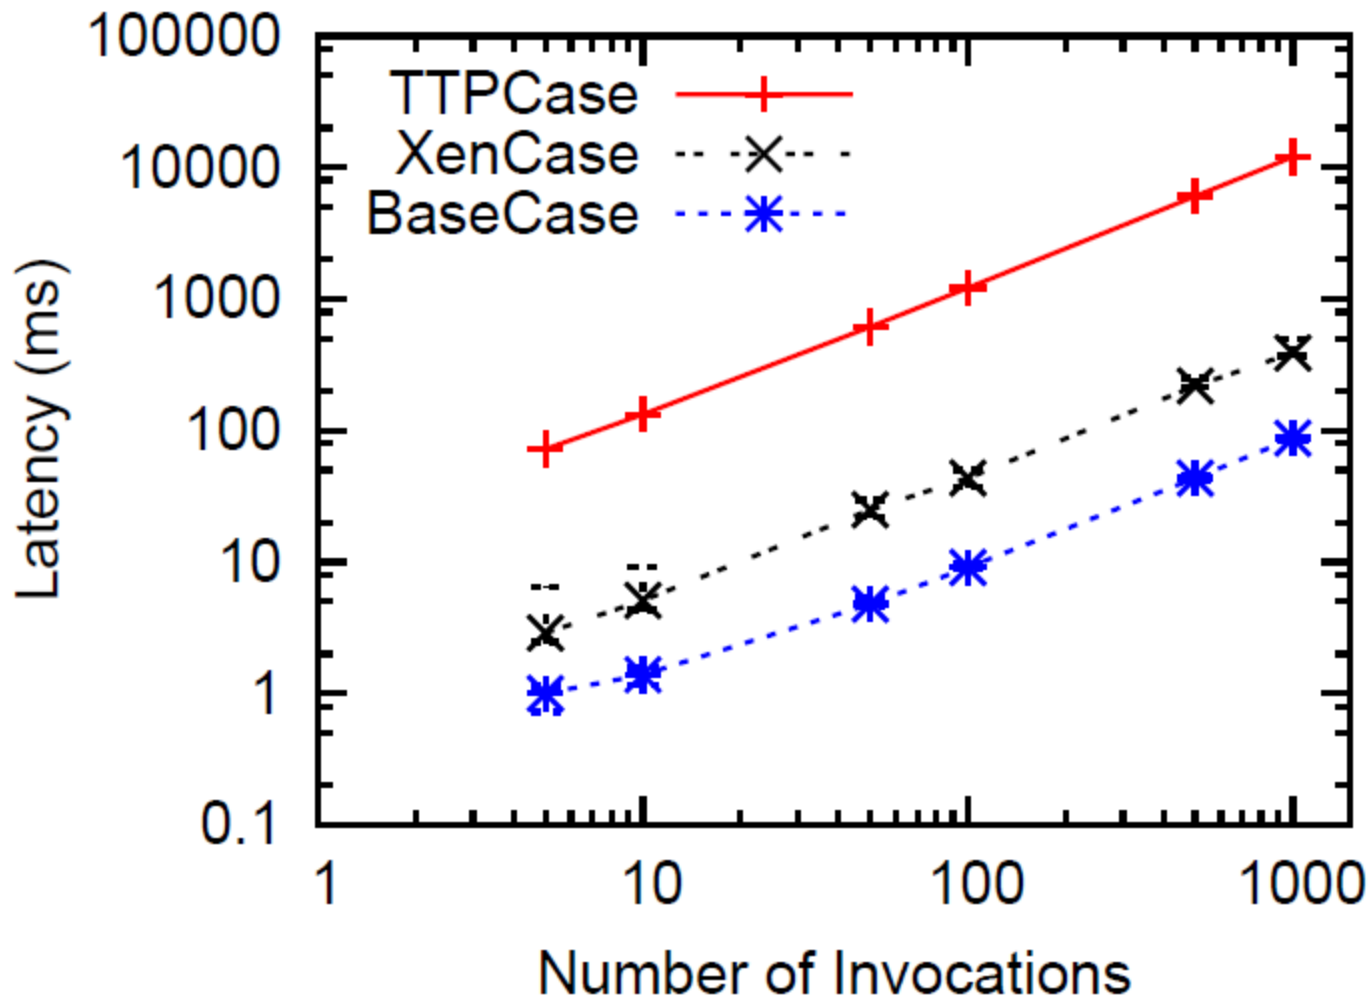 100000
10000
1000
100
10
1
0.1
Latency (ms)
TTPCase
XenCase
BaseCase
1 10 100 1000
Number of Invocations